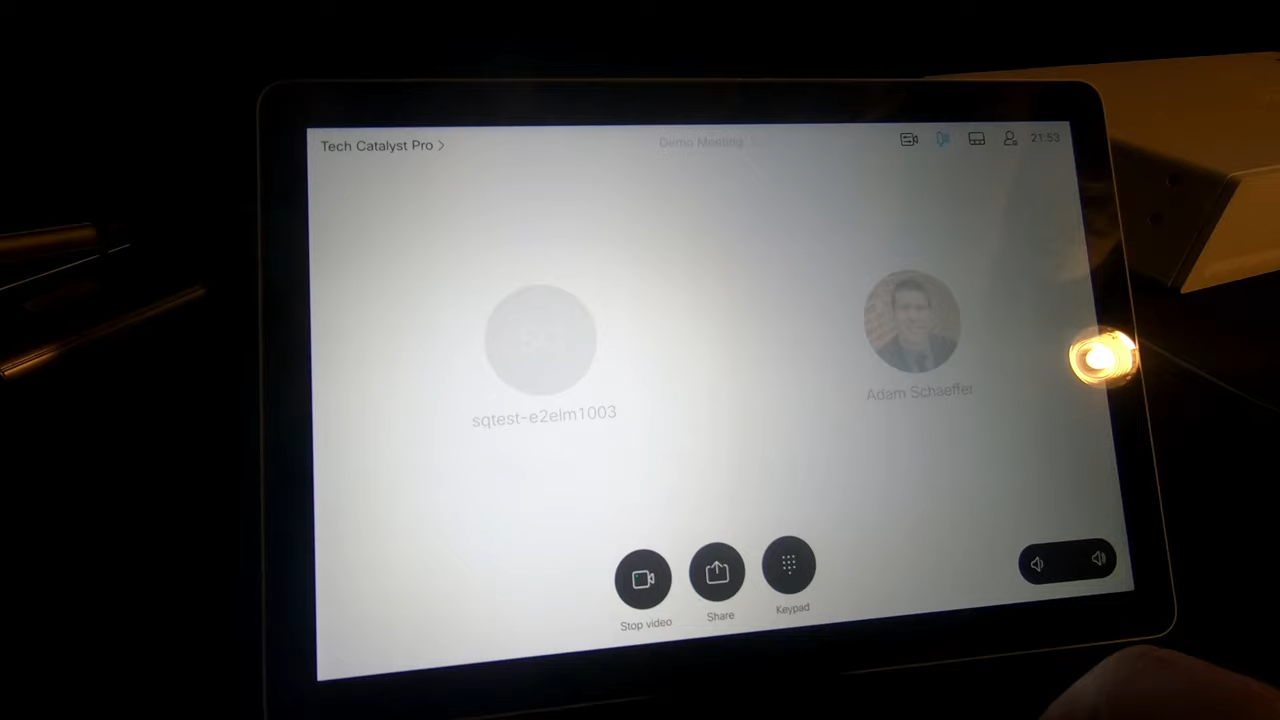 Tech Catalyst Pro >
Demo Meeting
21:53
sqtest-e2elm1003
Adam Schaeffer
Stop video
Share
Keypad